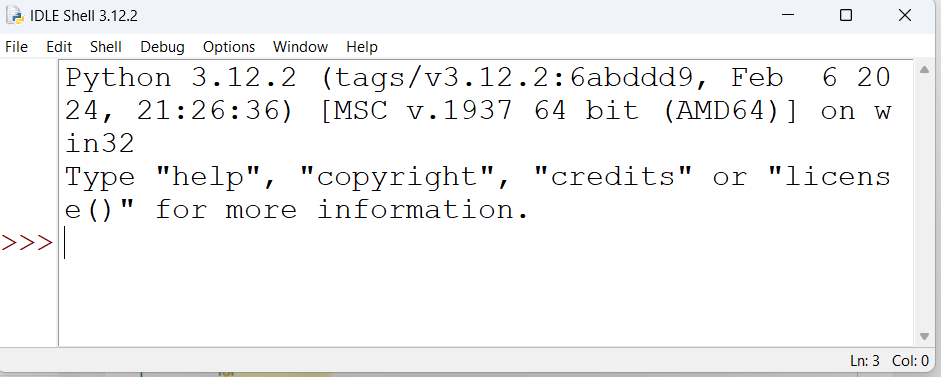 IDLE Shell 3.12.2
File Edit Shell Debug Options Window Help
Python 3.12.2 (tags/v3.12.2:6abddd9, Feb  6 20
24, 21:26:36) [MSC v.1937 64 bit (AMD64)] on w
in32
Type "help", "copyright", "credits" or "licens
e()" for more information.
>>>
Ln: 3 Col: 0